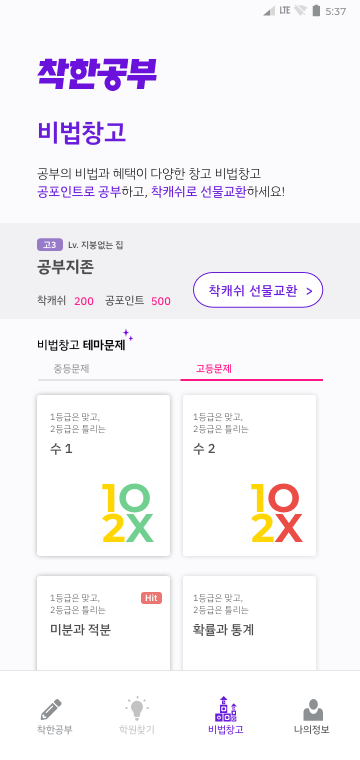 LTE 5:37
착한공부
비법창고
공부의 비법과 혜택이 다양한 창고 비법창고
공포인트로 공부하고, 착캐쉬로 선물교환하세요!
고3 Lv. 지붕없는 집
공부지존
착캐쉬 200 공포인트 500
착캐쉬 선물교환 >
비법창고 테마문제
중등문제 고등문제
1등급은 맞고,
2등급는 틀리는
수 1
1O
2X
1등급은 맞고,
2등급는 틀리는
수 2
1O
2X
1등급은 맞고,
2등급는 틀리는
Hit
미분과 적분
1등급은 맞고,
2등급는 틀리는
확률과 통계
착한공부 학원찾기 비법창고 나의정보